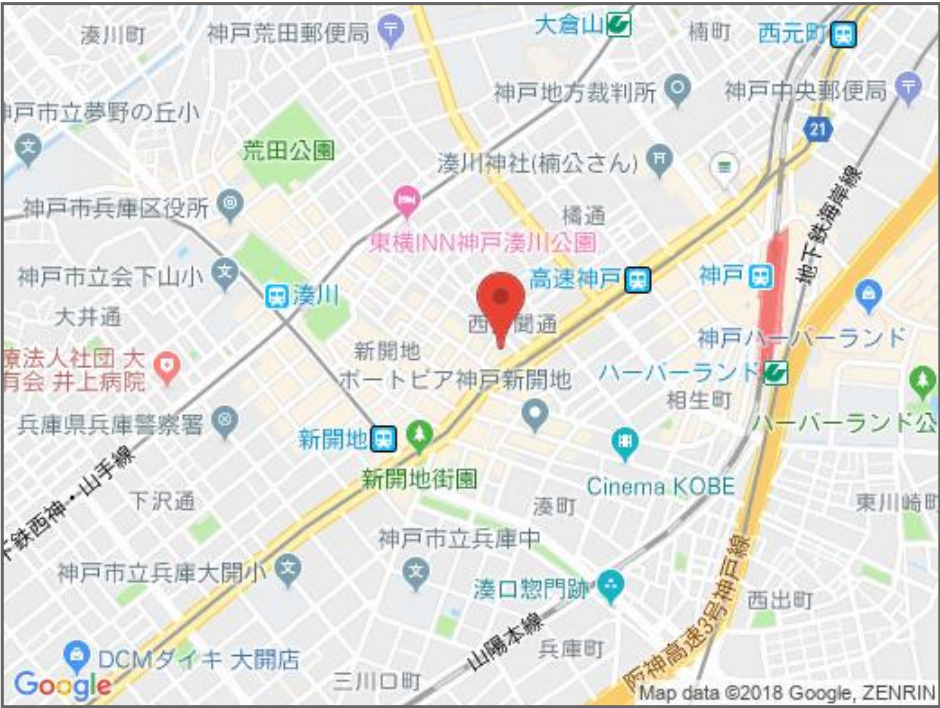 湊川町
神戸荒田郵便局
大倉山
楠町
西元町
神戸地方裁判所
神戸中央郵便局
神戸市立夢野の丘小
文
荒田公園
湊川神社(楠公さん)
21
地下鉄海岸線
神戸市兵庫区役所
東横INN神戸湊川公園
橘通
神戸市立会下山小
文
湊川
高速神戸
神戸
大井通
新開地
神戸ハーバーランド
療法人社団 大
有会 井上病院
ポートピア神戸新開地
ハーバーランド
相生町
兵庫県兵庫警察署
新開地
ハーバーランド公
新開地街園
Cinema KOBE
下鉄西神・山手線
下沢通
湊町
東川崎町
神戸市立兵庫中
文
神戸市立兵庫大開小
文
湊口惣門跡
西出町
阪神高速3号神戸線
山陽本線
兵庫町
DCMダイキ 大開店
三川口町
Google
Map data ©2018 Google, ZENRIN